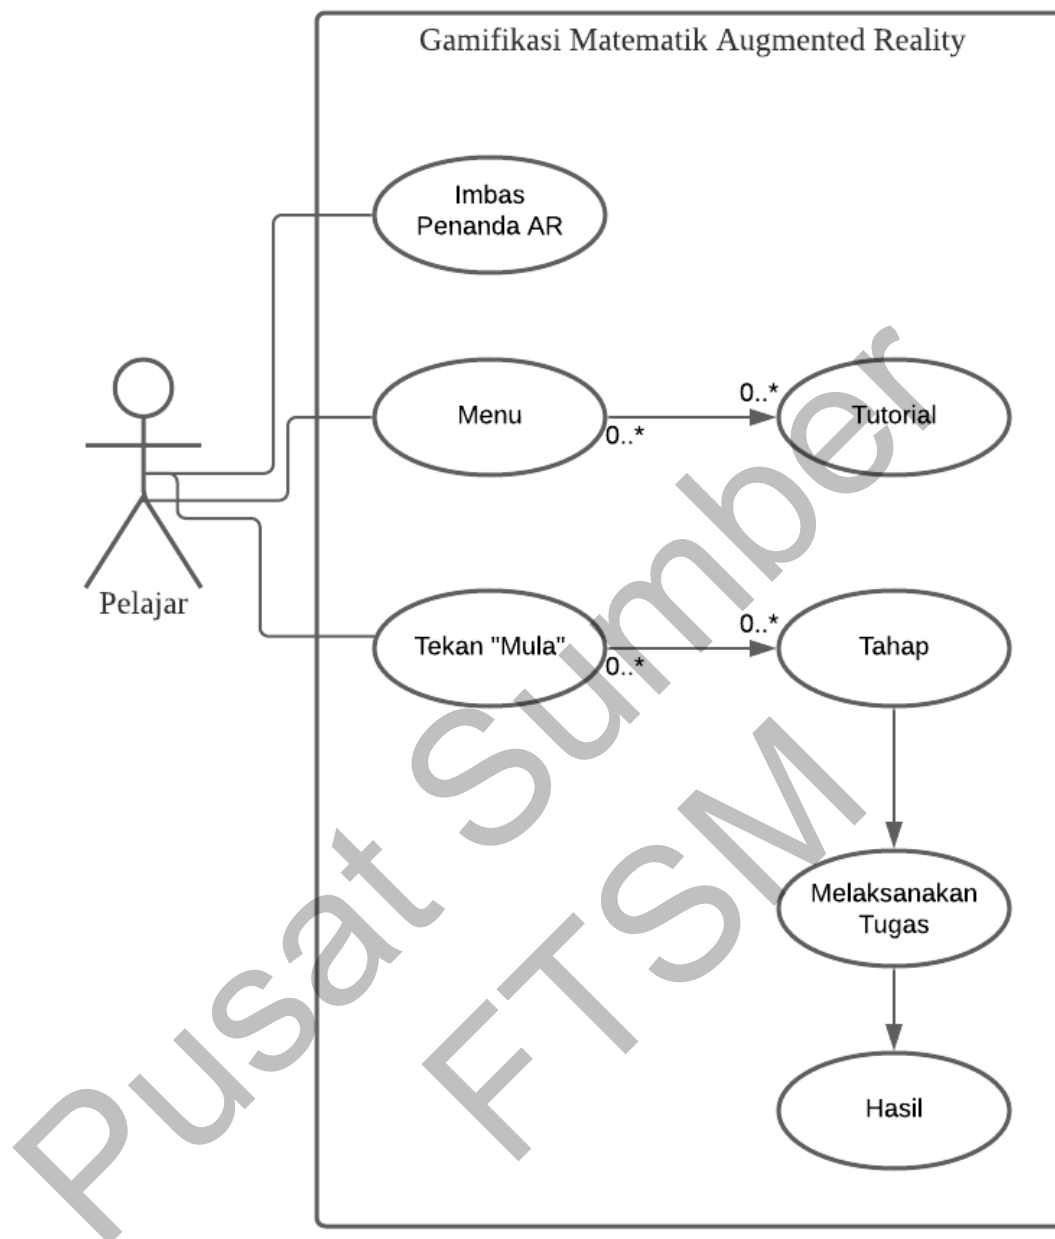 Gamifikasi Matematik Augmented Reality
Imbas
Penanda AR
Menu
0..*
0..*
Tutorial
Pelajar
Tekan "Mula"
0..*
0..*
Tahap
Melaksanakan
Tugas
Hasil
Pusat Sumber
FTSM